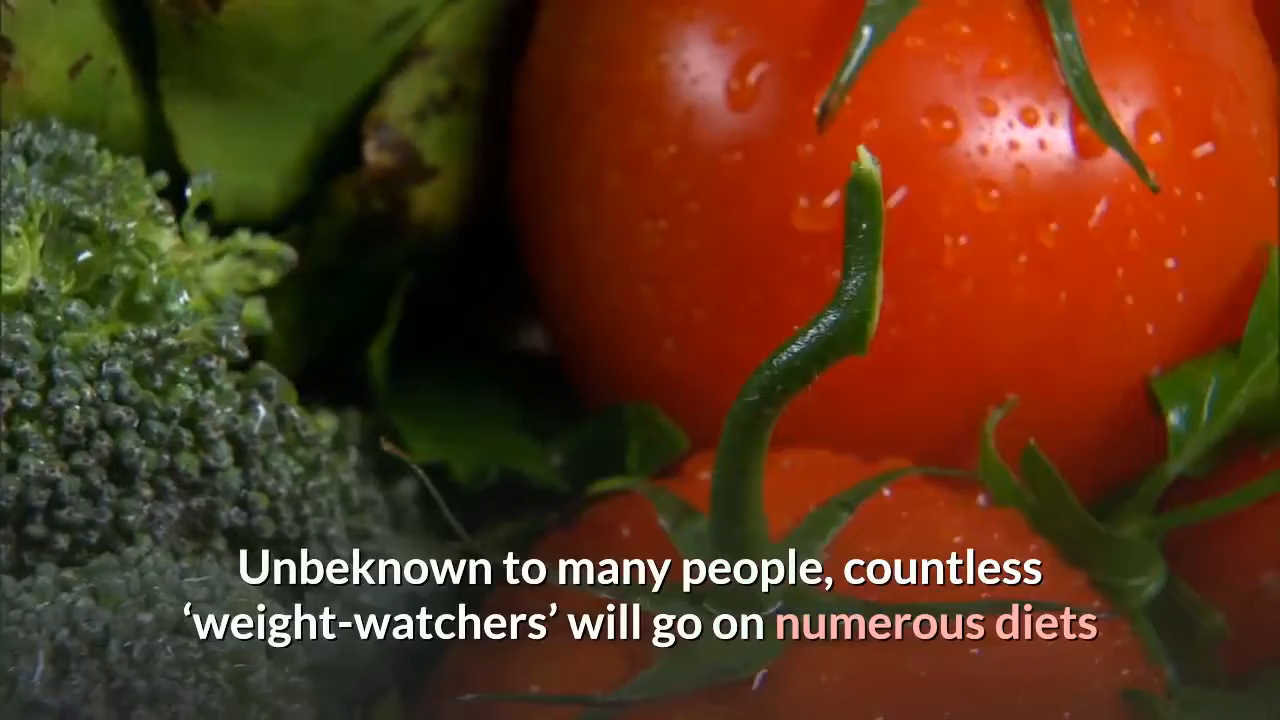 Unbeknown to many people, countless
‘weight-watchers’ will go on numerous diets